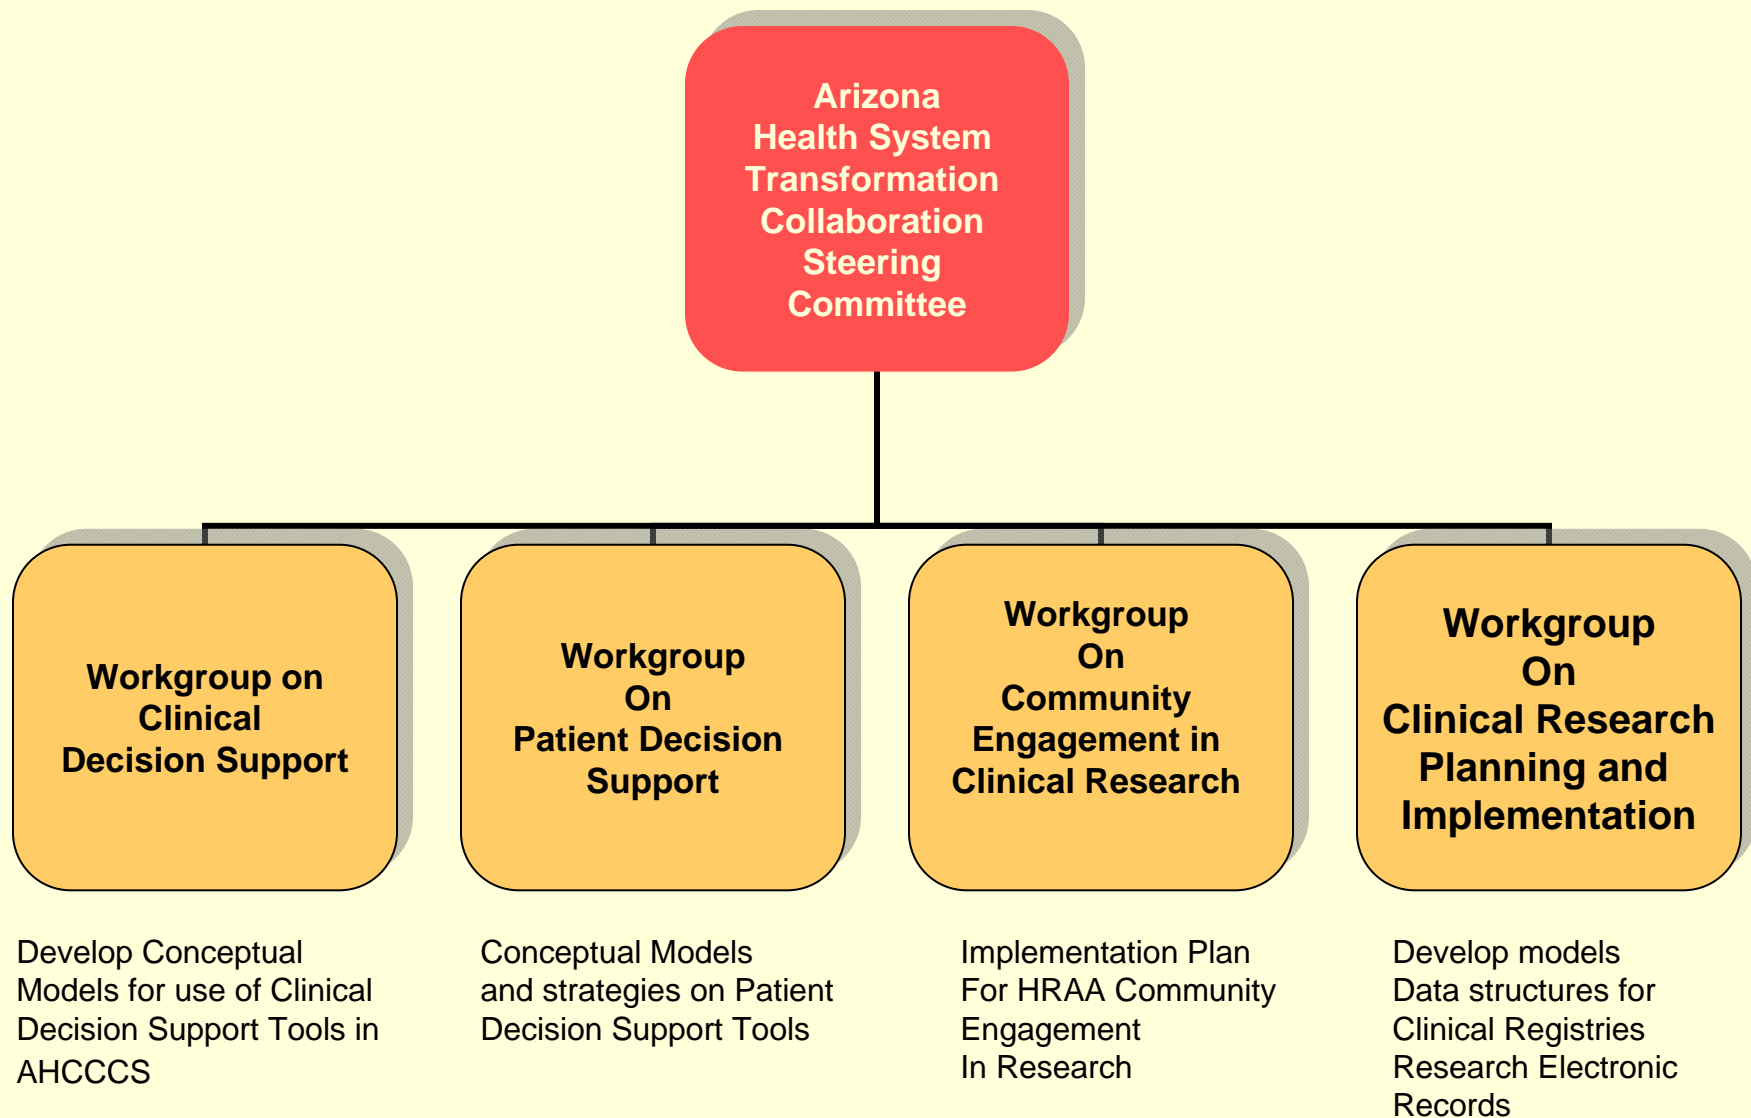 Arizona
Health System
Transformation
Collaboration
Steering
Committee
Workgroup on
Clinical
Decision Support
Workgroup
On
Patient Decision
Support
Workgroup
On
Community
Engagement in
Clinical Research
Workgroup
On
Clinical Research
Planning and
Implementation
Develop Conceptual
Models for use of Clinical
Decision Support Tools in
AHCCCS
Conceptual Models
and strategies on Patient
Decision Support Tools
Implementation Plan
For HRAA Community
Engagement
In Research
Develop models
Data structures for
Clinical Registries
Research Electronic
Records